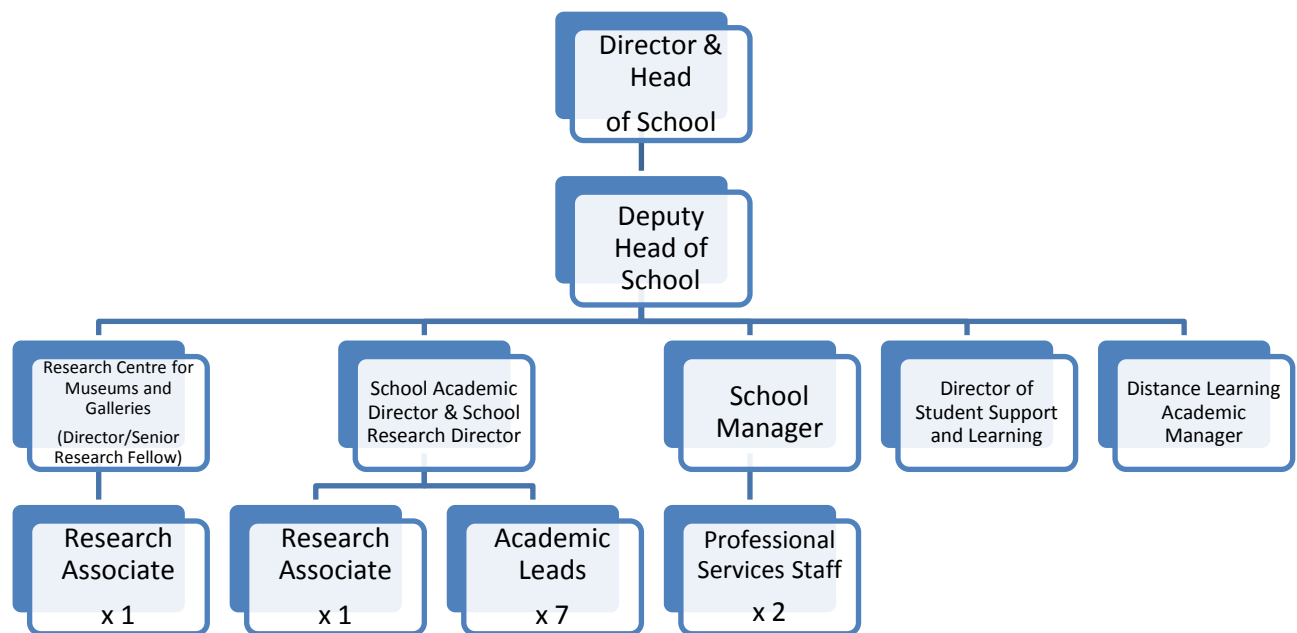 Director &
Head
of School
Deputy
Head of
School
Research Centre for
Museums and
Galleries
(Director/Senior
Research Fellow)
School Academic
Director & School
Research Director
School
Manager
Director of
Student Support
and Learning
Distance Learning
Academic
Manager
Research
Associate
x 1
Research
Associate
x 1
Academic
Leads
x 7
Professional
Services Staff
x 2